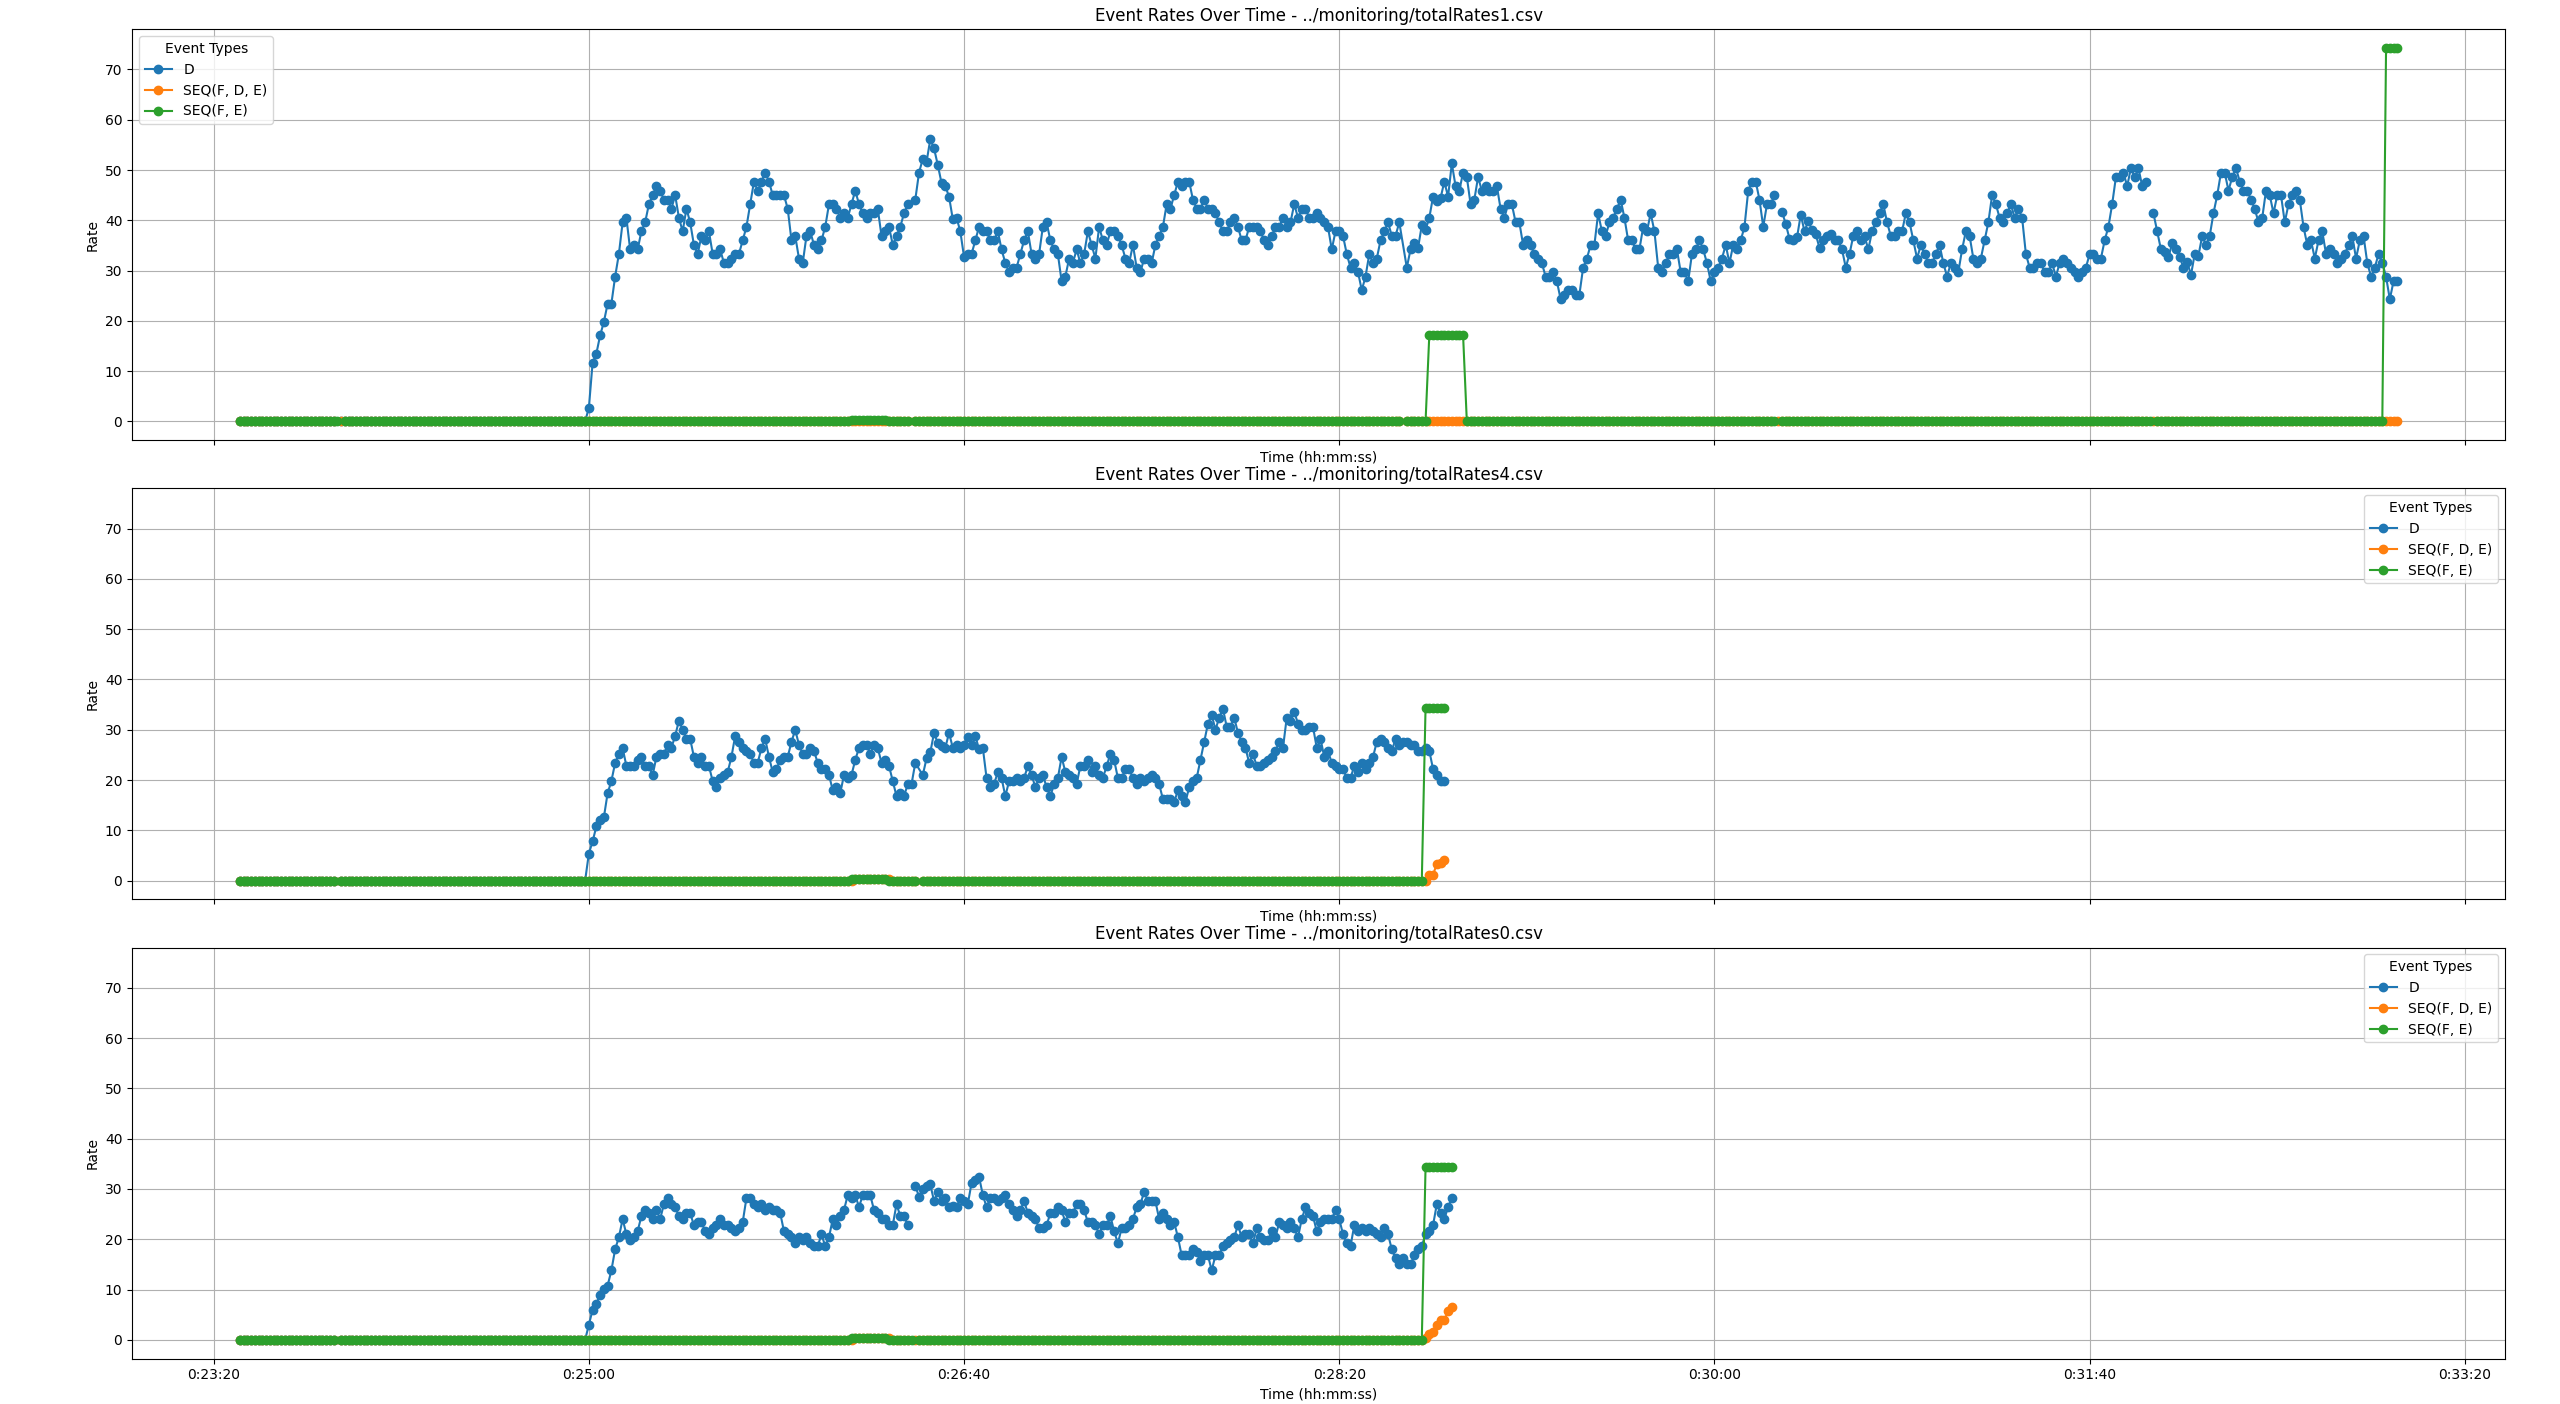 Event Rates Over Time - ../monitoring/totalRates1.csv
Event Types
D
SEQ(F, D, E)
SEQ(F, E)
70
60
50
40
30
20
10
0
Rate
Time (hh:mm:ss)
Event Rates Over Time - ../monitoring/totalRates4.csv
Event Types
D
SEQ(F, D, E)
SEQ(F, E)
70
60
50
40
30
20
10
0
Rate
Time (hh:mm:ss)
Event Rates Over Time - ../monitoring/totalRates0.csv
Event Types
D
SEQ(F, D, E)
SEQ(F, E)
70
60
50
40
30
20
10
0
Rate
0:23:20 0:25:00 0:26:40 0:28:20 0:30:00 0:31:40 0:33:20
Time (hh:mm:ss)